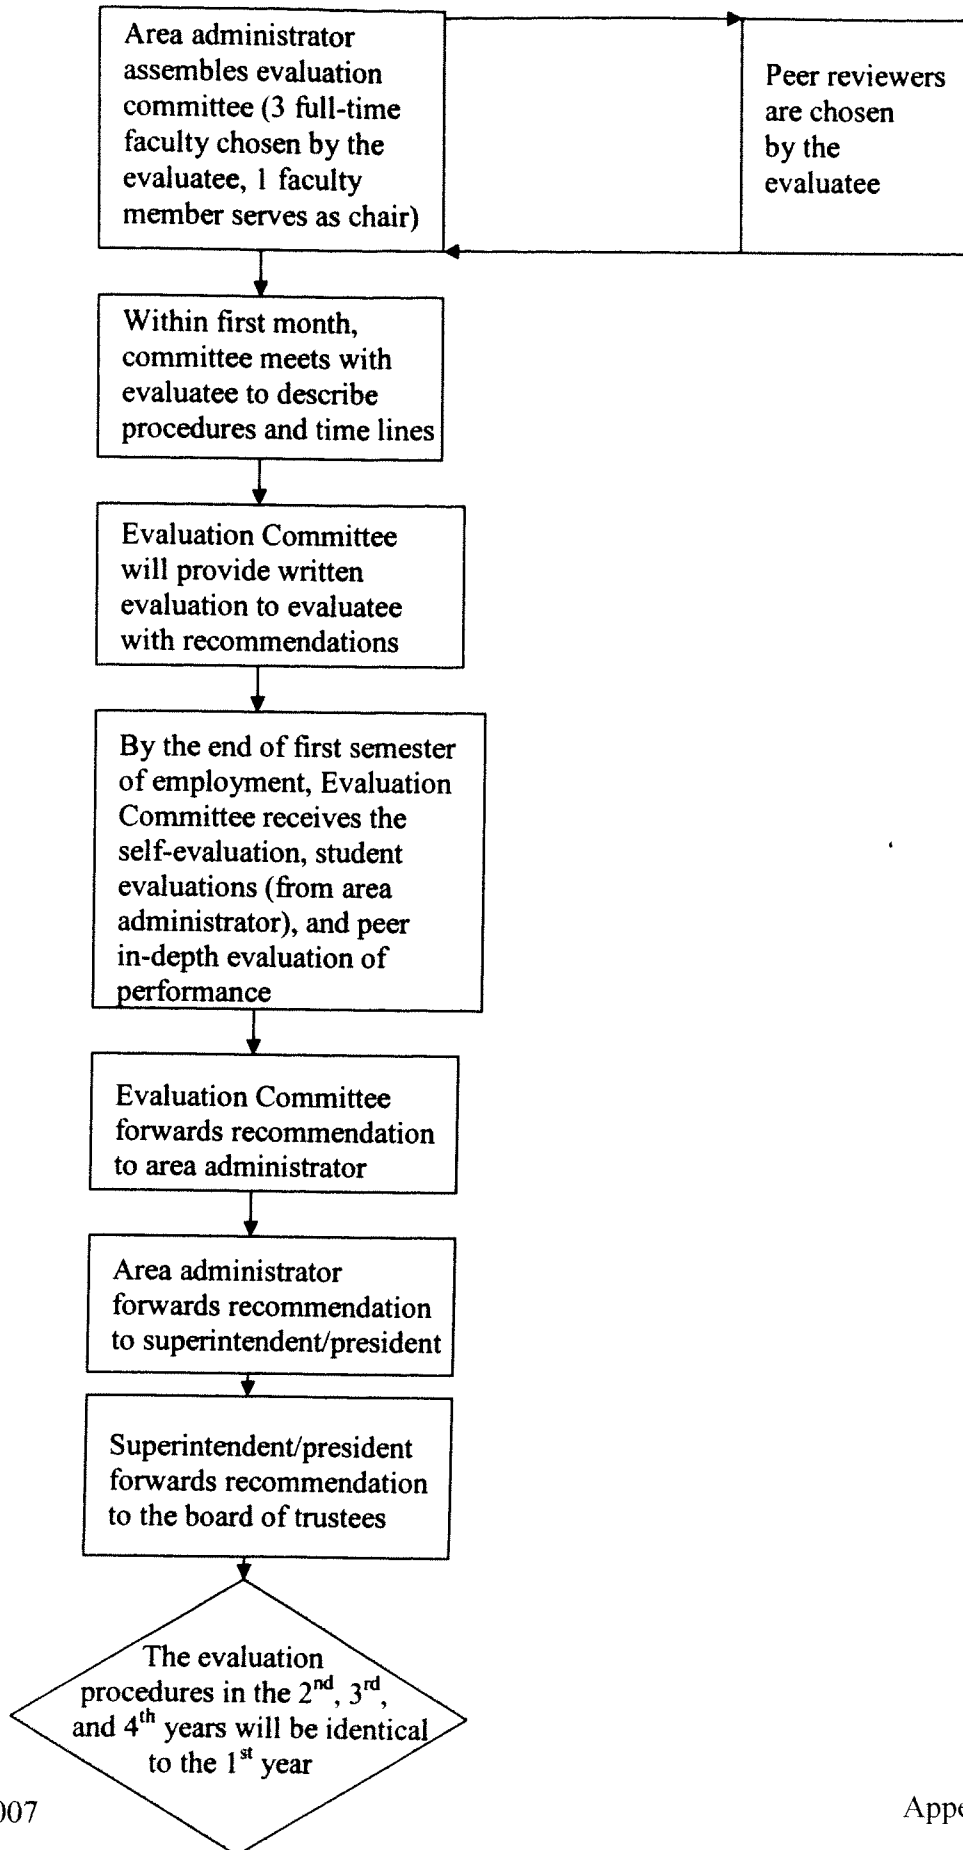 Area administrator
assembles evaluation
committee (3 full-time
faculty chosen by the
evaluatee, 1 faculty
member serves as chair)
Peer reviewers
are chosen
by the
evaluatee
Within first month,
committee meets with
evaluatee to describe
procedures and time lines
Evaluation Committee
will provide written
evaluation to evaluatee
with recommendations
By the end of first semester
of employment, Evaluation
Committee receives the
self-evaluation, student
evaluations (from area
administrator), and peer
in-depth evaluation of
performance
Evaluation Committee
forwards recommendation
to area administrator
Area administrator
forwards recommendation
to superintendent/president
Superintendent/president
forwards recommendation
to the board of trustees
The evaluation
procedures in the 2nd, 3rd,
and 4th years will be identical
to the 1st year
007
Appe